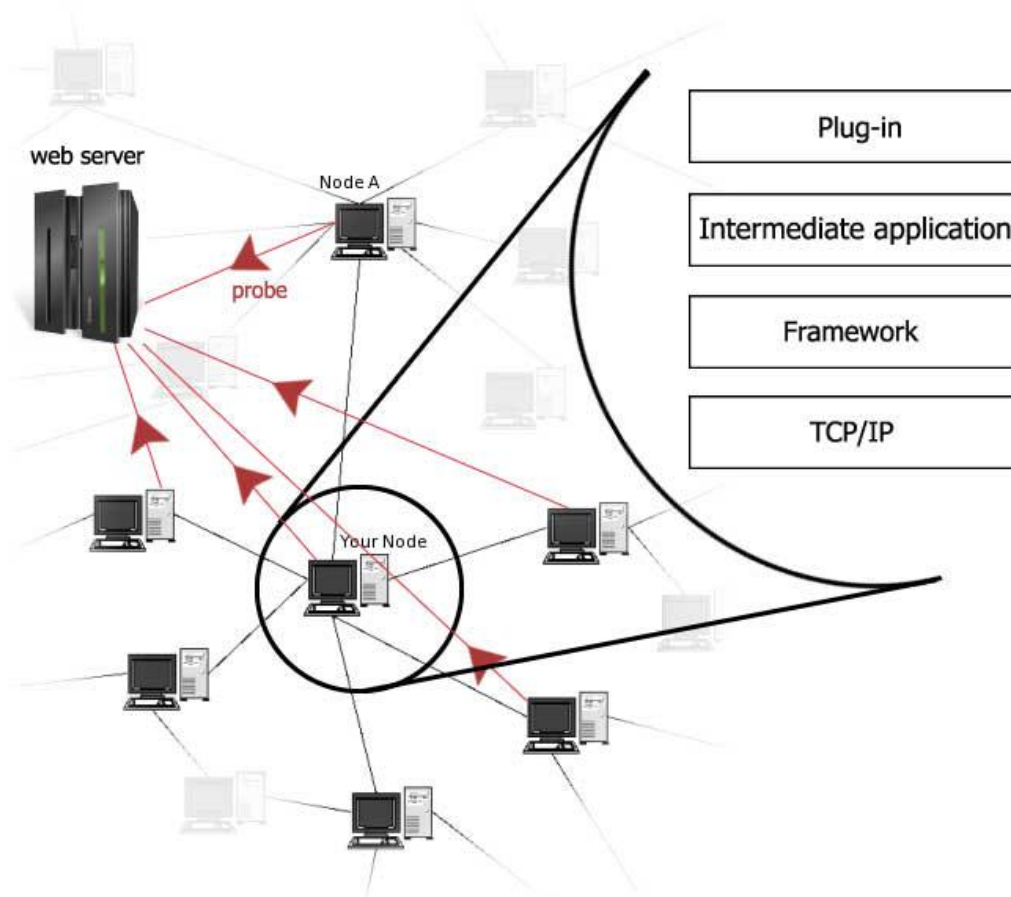 web server
Node A
probe
Your Node
Plug-in
Intermediate application
Framework
TCP/IP